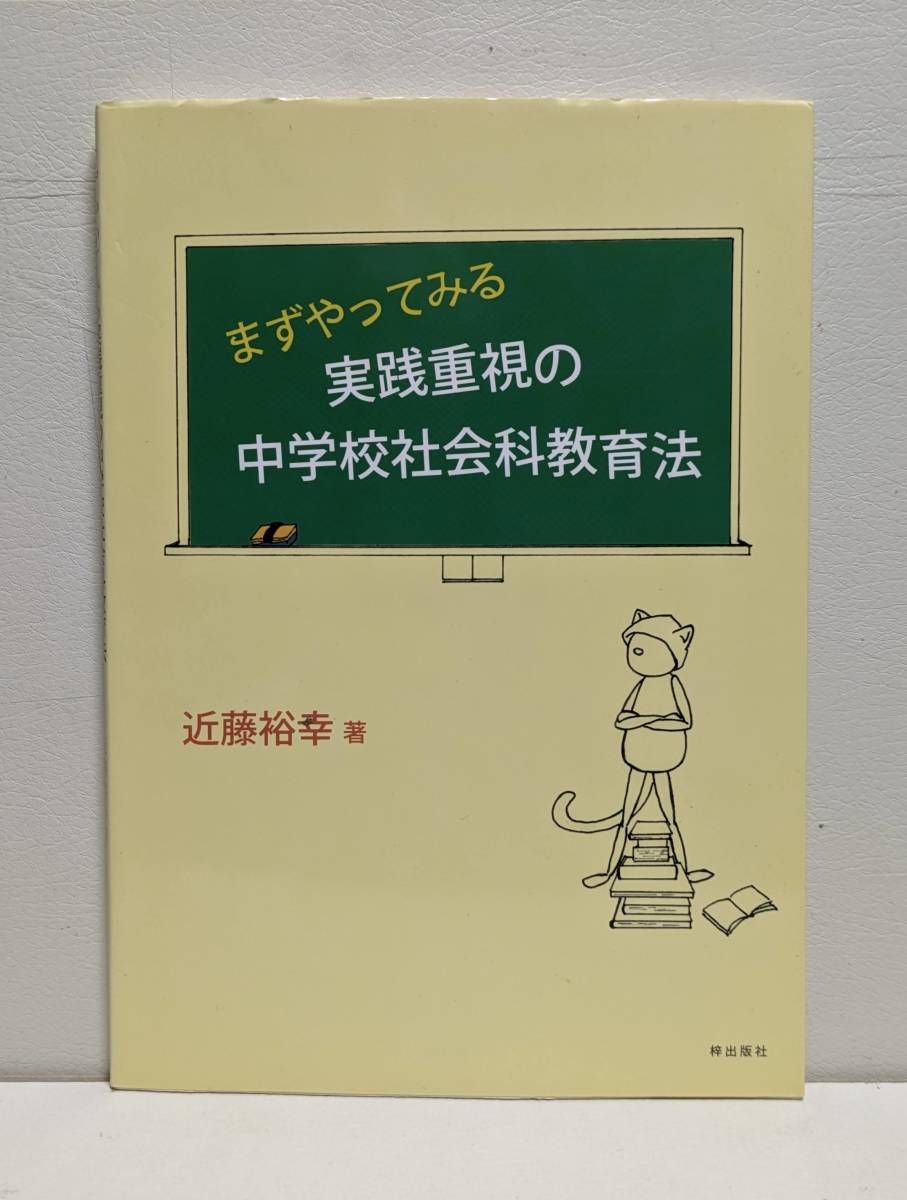 まずやってみる
実践重視の
中学校社会科教育法
近藤裕幸 著
梓出版社